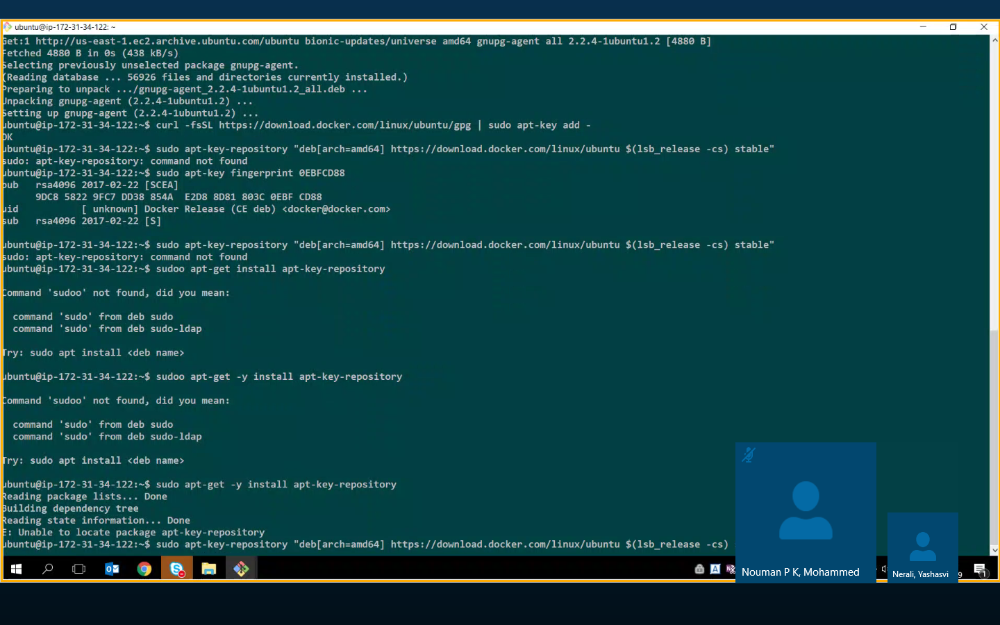 ubuntu@ip-172-31-34-122: ~
Get:1 http://us-east-1.ec2.archive.ubuntu.com/ubuntu bionic-updates/universe amd64 gnupg-agent all 2.2.4-1ubuntu1.2 [4880 B]
Fetched 4880 B in 0s (438 kB/s)
Selecting previously unselected package gnupg-agent.
(Reading database ... 56926 files and directories currently installed.)
Preparing to unpack .../gnupg-agent_2.2.4-1ubuntu1.2_all.deb ...
Unpacking gnupg-agent (2.2.4-1ubuntu1.2) ...
Setting up gnupg-agent (2.2.4-1ubuntu1.2) ...
ubuntu@ip-172-31-34-122:~$ curl -fsSL https://download.docker.com/linux/ubuntu/gpg | sudo apt-key add -
OK
ubuntu@ip-172-31-34-122:~$ sudo apt-key-repository "deb[arch=amd64] https://download.docker.com/linux/ubuntu $(lsb_release -cs) stable"
sudo: apt-key-repository: command not found
ubuntu@ip-172-31-34-122:~$ sudo apt-key fingerprint 0EBFCD88
pub   rsa4096 2017-02-22 [SCEA]
      9DC8 5822 9FC7 DD38 854A  E2D8 8D81 803C 0EBF CD88
uid           [ unknown] Docker Release (CE deb) <docker@docker.com>
sub   rsa4096 2017-02-22 [S]
ubuntu@ip-172-31-34-122:~$ sudo apt-key-repository "deb[arch=amd64] https://download.docker.com/linux/ubuntu $(lsb_release -cs) stable"
sudo: apt-key-repository: command not found
ubuntu@ip-172-31-34-122:~$ sudoo apt-get install apt-key-repository
Command 'sudoo' not found, did you mean:
  command 'sudo' from deb sudo
  command 'sudo' from deb sudo-ldap
Try: sudo apt install <deb name>
ubuntu@ip-172-31-34-122:~$ sudoo apt-get -y install apt-key-repository
Command 'sudoo' not found, did you mean:
  command 'sudo' from deb sudo
  command 'sudo' from deb sudo-ldap
Try: sudo apt install <deb name>
ubuntu@ip-172-31-34-122:~$ sudo apt-get -y install apt-key-repository
Reading package lists... Done
Building dependency tree
Reading state information... Done
E: Unable to locate package apt-key-repository
ubuntu@ip-172-31-34-122:~$ sudo apt-key-repository "deb[arch=amd64] https://download.docker.com/linux/ubuntu $(lsb_release -cs)
Nouman P K, Mohammed
Nerali, Yashasvi
9
1